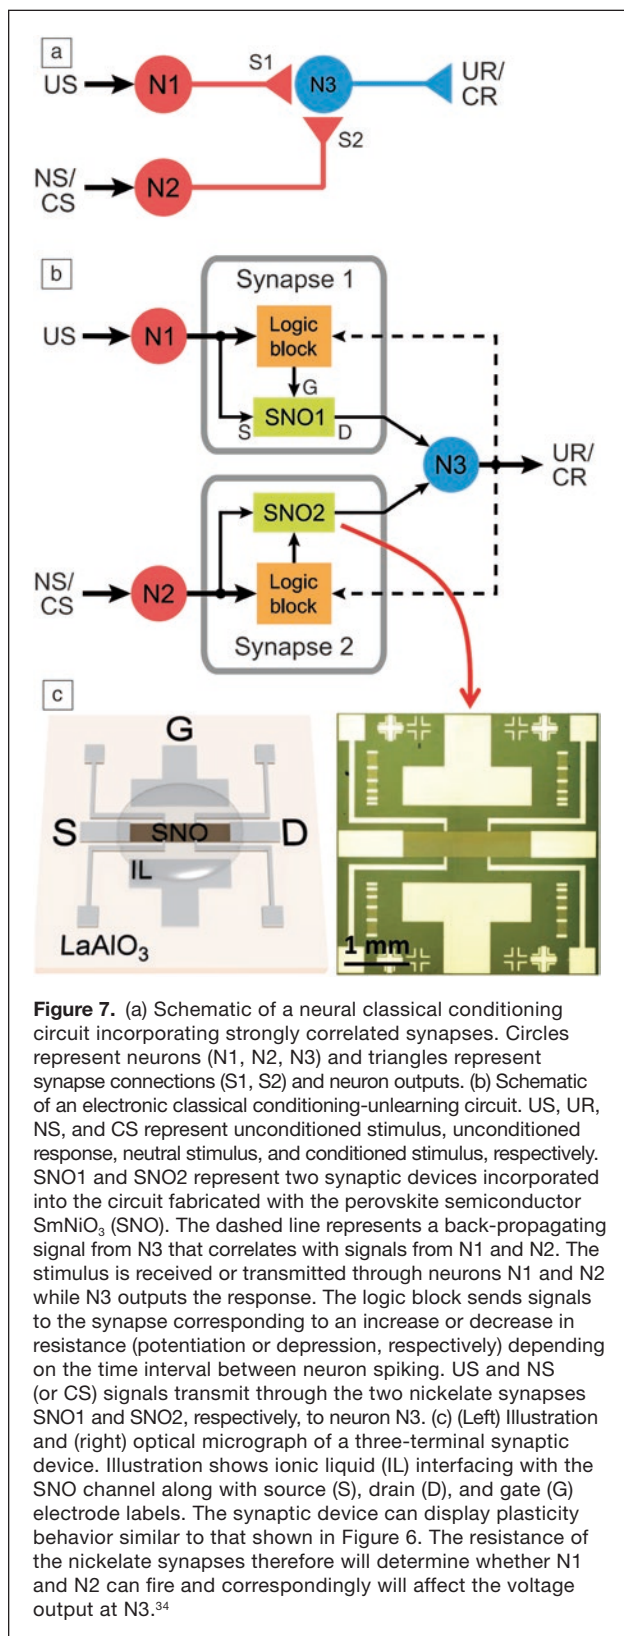 a
US
N1
S1
N3
UR/
CR
S2
NS/
CS
N2
b
Synapse 1
US
N1
Logic
block
G
SNO1
S
D
N3
UR/
CR
SNO2
NS/
CS
N2
Logic
block
Synapse 2
c
G
S
SNO
D
IL
LaAlO₃
1 mm
Figure 7. (a) Schematic of a neural classical conditioning
circuit incorporating strongly correlated synapses. Circles
represent neurons (N1, N2, N3) and triangles represent
synapse connections (S1, S2) and neuron outputs. (b) Schematic
of an electronic classical conditioning-unlearning circuit. US, UR,
NS, and CS represent unconditioned stimulus, unconditioned
response, neutral stimulus, and conditioned stimulus, respectively.
SNO1 and SNO2 represent two synaptic devices incorporated
into the circuit fabricated with the perovskite semiconductor
SmNiO₃ (SNO). The dashed line represents a back-propagating
signal from N3 that correlates with signals from N1 and N2. The
stimulus is received or transmitted through neurons N1 and N2
while N3 outputs the response. The logic block sends signals
to the synapse corresponding to an increase or decrease in
resistance (potentiation or depression, respectively) depending
on the time interval between neuron spiking. US and NS
(or CS) signals transmit through the two nickelate synapses
SNO1 and SNO2, respectively, to neuron N3. (c) (Left) Illustration
and (right) optical micrograph of a three-terminal synaptic
device. Illustration shows ionic liquid (IL) interfacing with the
SNO channel along with source (S), drain (D), and gate (G)
electrode labels. The synaptic device can display plasticity
behavior similar to that shown in Figure 6. The resistance of
the nickelate synapses therefore will determine whether N1
and N2 can fire and correspondingly will affect the voltage
output at N3.³⁴